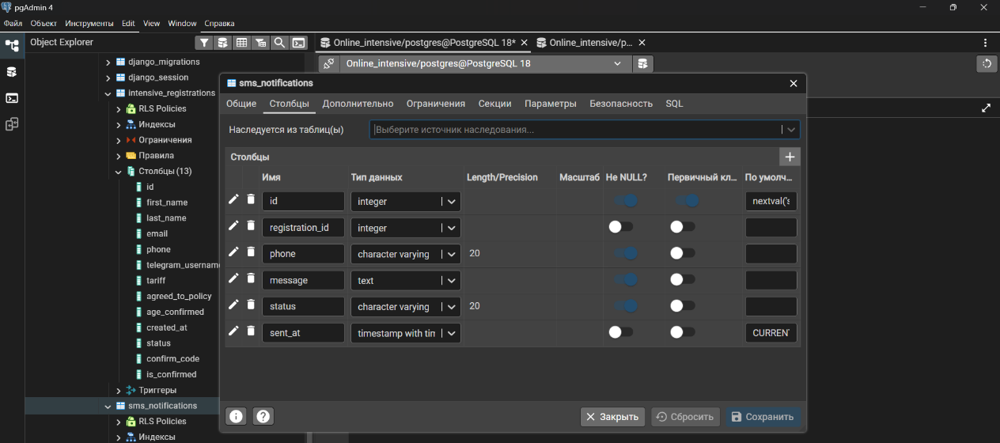 pgAdmin 4
Файл Объект Инструменты Edit View Window Справка
Object Explorer
Online_intensive/postgres@PostgreSQL 18*
Online_intensive/p...
Online_intensive/postgres@PostgreSQL 18
django_migrations
django_session
intensive_registrations
RLS Policies
Индексы
Ограничения
Правила
Столбцы (13)
id
first_name
last_name
email
phone
telegram_usernam
tariff
agreed_to_policy
age_confirmed
created_at
status
confirm_code
is_confirmed
Триггеры
sms_notifications
RLS Policies
Индексы
sms_notifications
Общие Столбцы Дополнительно Ограничения Секции Параметры Безопасность SQL
Наследуется из таблиц(ы) Выберите источник наследования...
Столбцы
Имя Тип данных Length/Precision Масштаб Не NULL? Первичный кл... По умолч...
id integer nextval('s
registration_id integer
phone character varying 20
message text
status character varying 20
sent_at timestamp with tim CURRENT
Закрыть Сбросить Сохранить